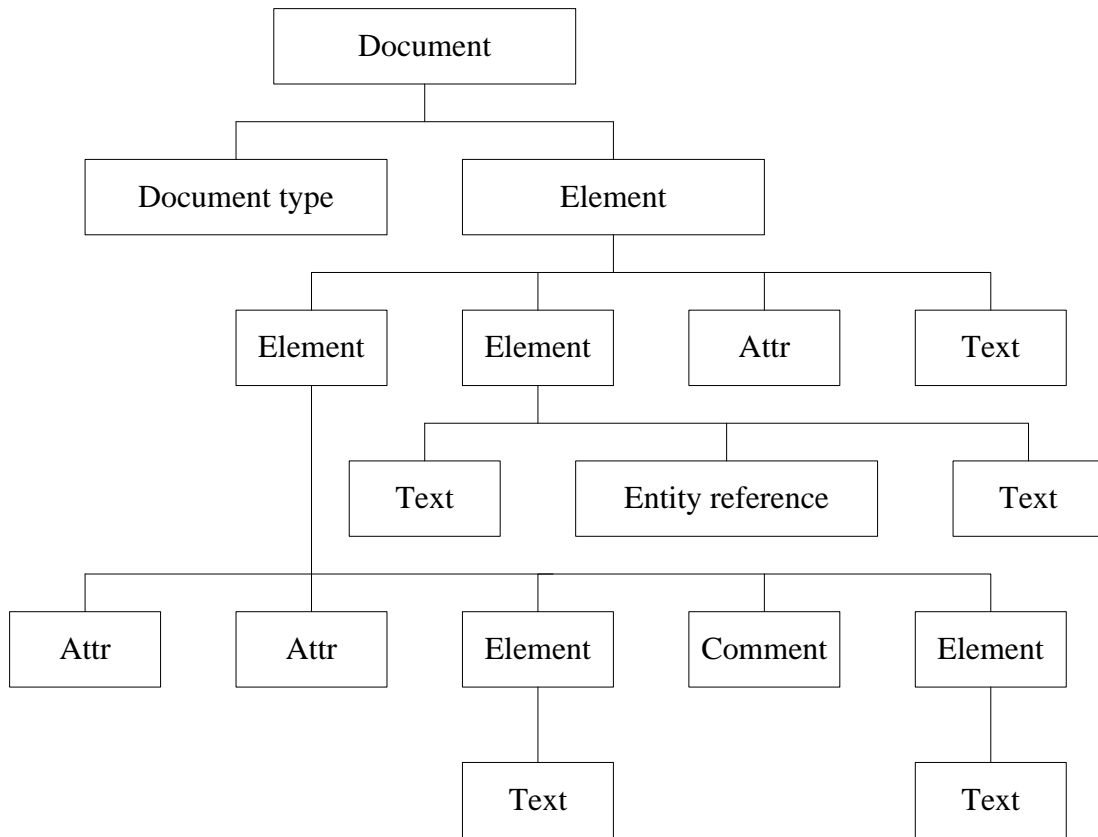 Document
Document type
Element
Element
Element
Attr
Text
Text
Entity reference
Text
Attr
Attr
Element
Comment
Element
Text
Text